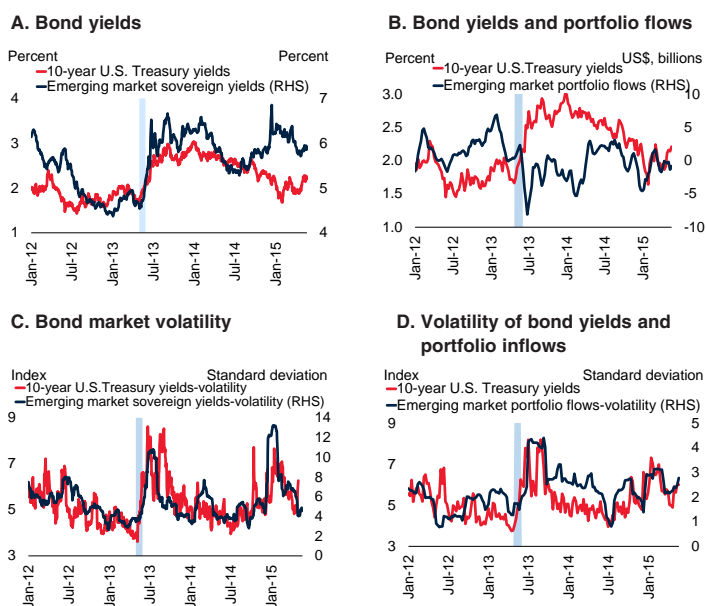 A. Bond yields
Percent Percent
10-year U.S. Treasury yields
Emerging market sovereign yields (RHS)
4 7
3 6
2 5
1 4
Jan-12 Jul-12 Jan-13 Jul-13 Jan-14 Jul-14 Jan-15
B. Bond yields and portfolio flows
Percent US$, billions
10-year U.S.Treasury yields
Emerging market portfolio flows (RHS)
3.0 10
2.5 5
2.0 0
1.5 -5
1.0 -10
Jan-12 Jul-12 Jan-13 Jul-13 Jan-14 Jul-14 Jan-15
C. Bond market volatility
Index Standard deviation
10-year U.S.Treasury yields-volatility
Emerging market sovereign yields-volatility (RHS)
9 14
12
7 10
8
5 6
4
2
3 0
Jan-12 Jul-12 Jan-13 Jul-13 Jan-14 Jul-14 Jan-15
D. Volatility of bond yields and
portfolio inflows
Index Standard deviation
10-year U.S. Treasury yields
Emerging market portfolio flows-volatility (RHS)
9 5
4
7 3
2
5 1
3 0
Jan-12 Jul-12 Jan-13 Jul-13 Jan-14 Jul-14 Jan-15